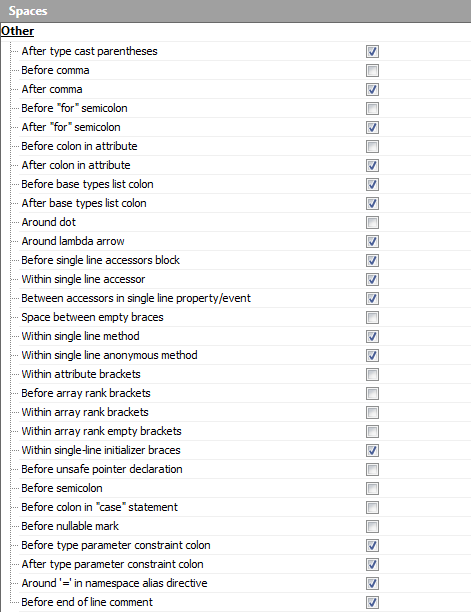 Spaces
Other
After type cast parentheses
Before comma
After comma
Before "for" semicolon
After "for" semicolon
Before colon in attribute
After colon in attribute
Before base types list colon
After base types list colon
Around dot
Around lambda arrow
Before single line accessors block
Within single line accessor
Between accessors in single line property/event
Space between empty braces
Within single line method
Within single line anonymous method
Within attribute brackets
Before array rank brackets
Within array rank brackets
Within array rank empty brackets
Within single-line initializer braces
Before unsafe pointer declaration
Before semicolon
Before colon in "case" statement
Before nullable mark
Before type parameter constraint colon
After type parameter constraint colon
Around '=' in namespace alias directive
Before end of line comment